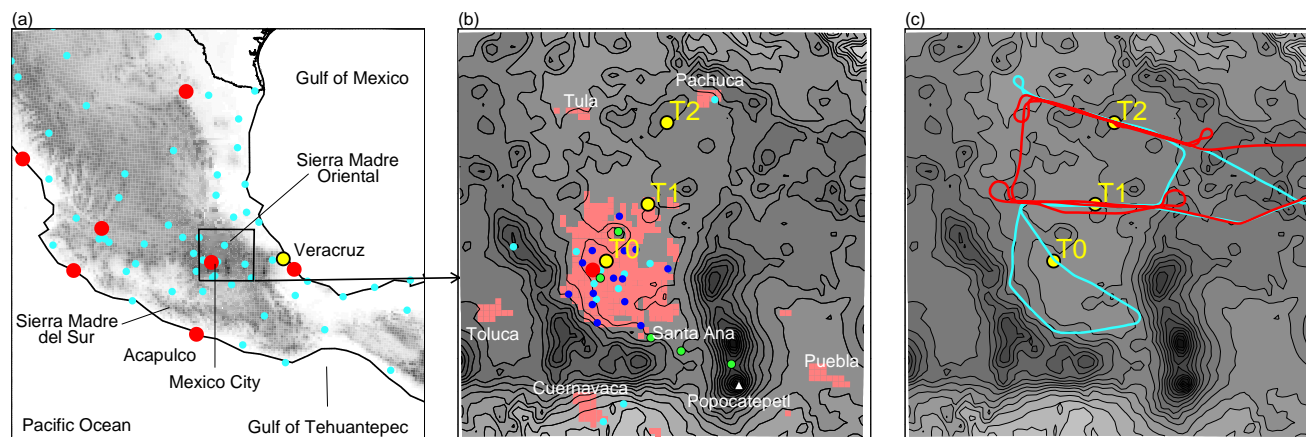 (a)
Gulf of Mexico
Sierra Madre
Oriental
Veracruz
Sierra Madre
del Sur
Acapulco
Mexico City
Pacific Ocean
Gulf of Tehuantepec
(b)
Pachuca
Tula
T2
T1
T0
Toluca
Santa Ana
Puebla
Cuernavaca
Popocatepetl
(c)
T2
T1
T0